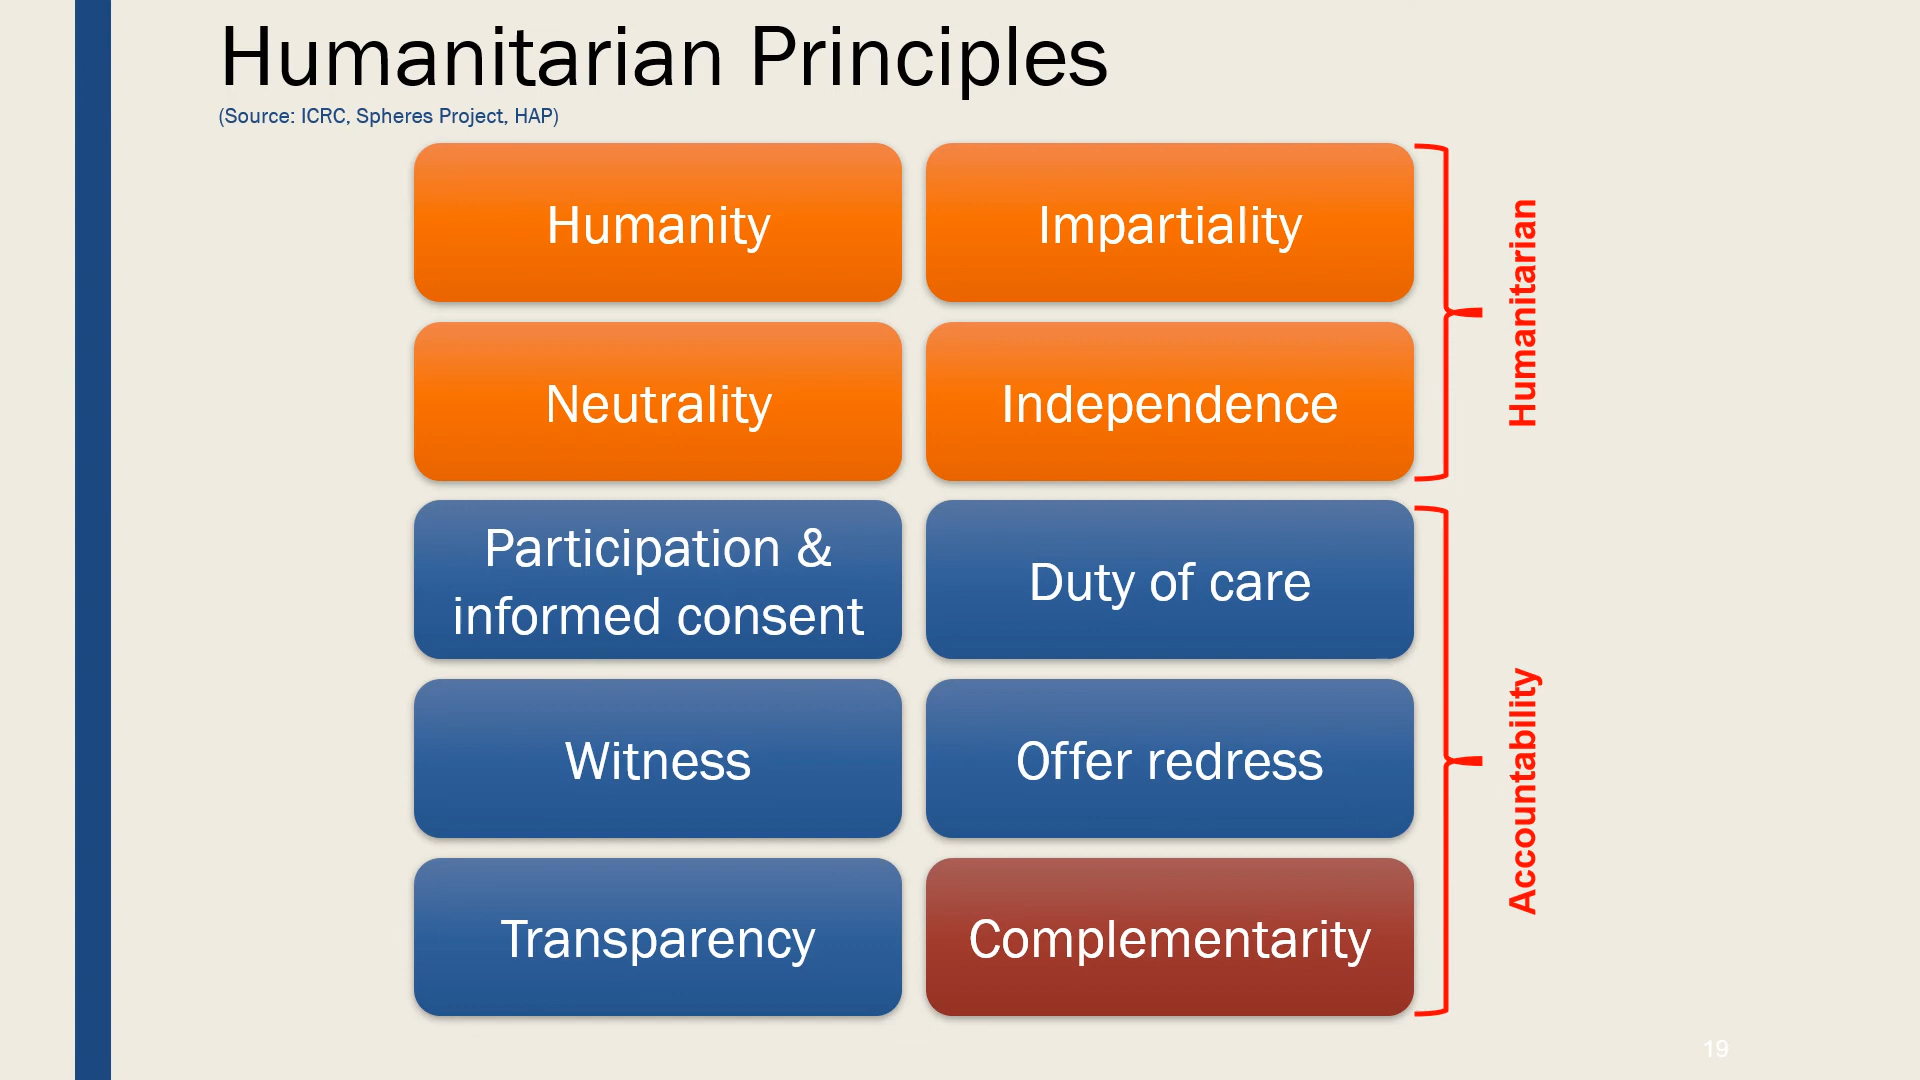 Humanitarian Principles
(Source: ICRC, Spheres Project, HAP)
Humanity
Impartiality
Neutrality
Independence
Humanitarian
Participation &
informed consent
Duty of care
Witness
Offer redress
Transparency
Complementarity
Accountability
19